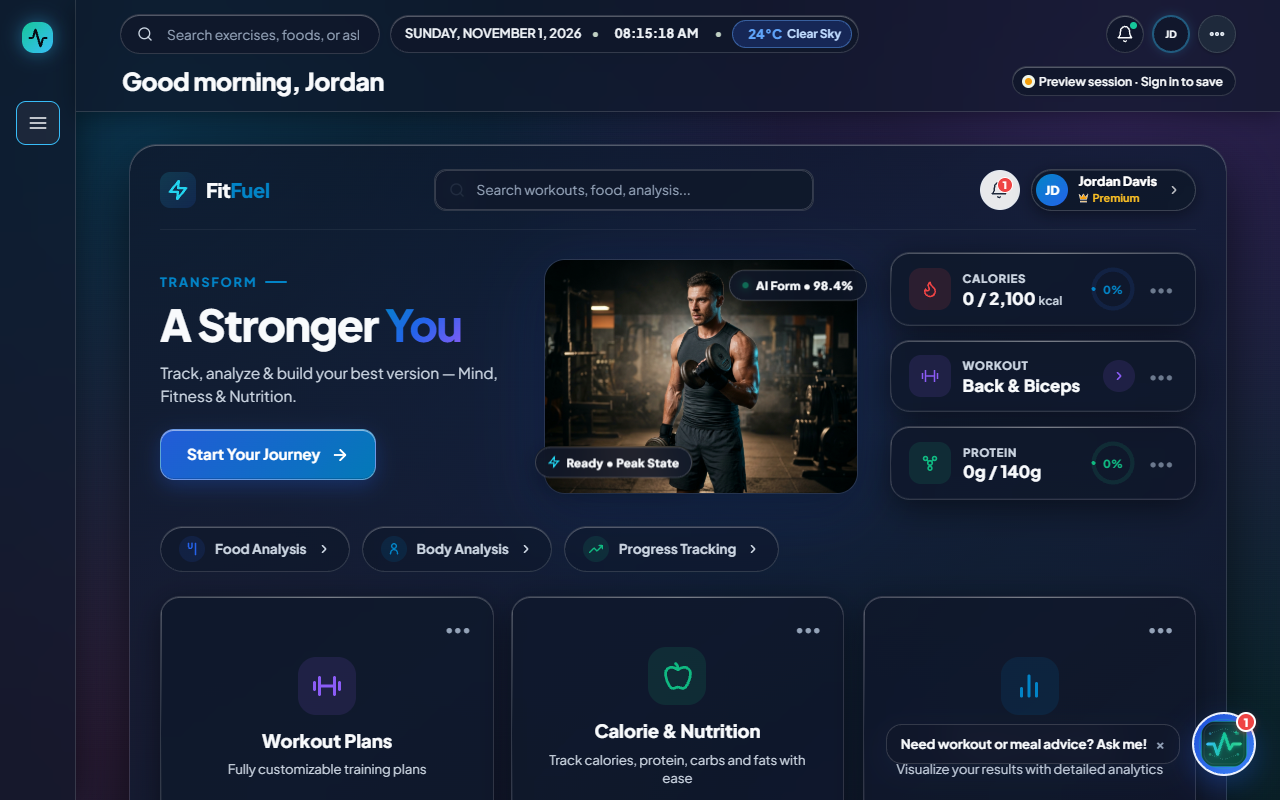 Search exercises, foods, or asl
SUNDAY, NOVEMBER 1, 2026 • 08:15:18 AM • 24°C Clear Sky
JD
Good morning, Jordan
Preview session · Sign in to save
FitFuel
Search workouts, food, analysis...
1
JD
Jordan Davis
Premium
TRANSFORM
A Stronger You
Track, analyze & build your best version — Mind,
Fitness & Nutrition.
Start Your Journey
AI Form • 98.4%
Ready • Peak State
CALORIES
0 / 2,100 kcal
0%
WORKOUT
Back & Biceps
PROTEIN
0g / 140g
0%
Food Analysis
Body Analysis
Progress Tracking
Workout Plans
Fully customizable training plans
Calorie & Nutrition
Track calories, protein, carbs and fats with
ease
Need workout or meal advice? Ask me! ×
Visualize your results with detailed analytics
1